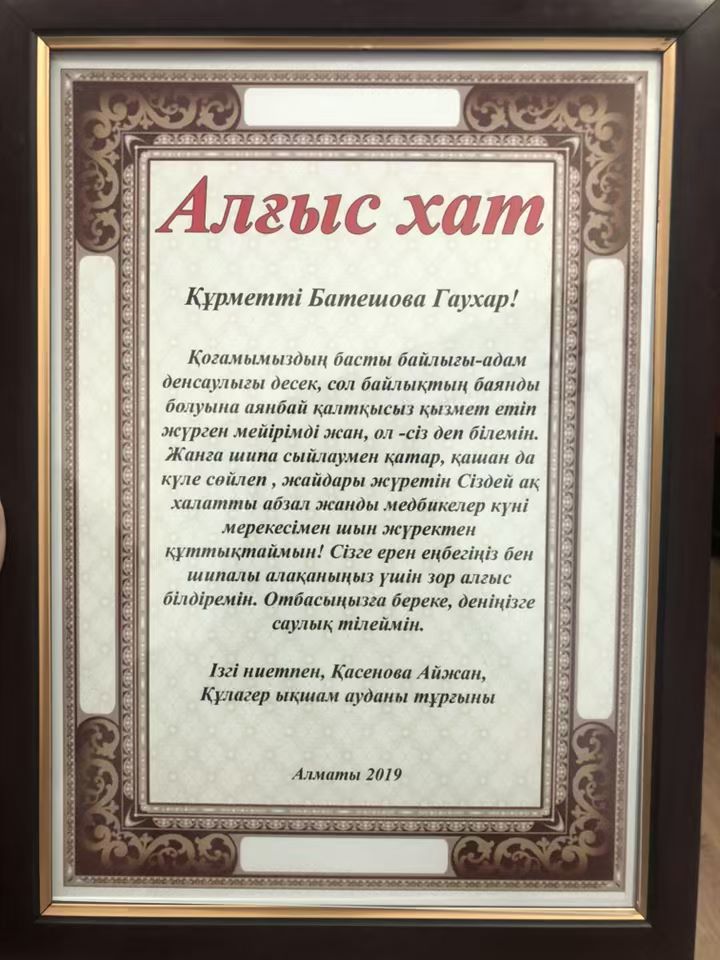 Алғыс хат
Құрметті Батешова Гаухар!
Қоғамымыздың басты байлығы-адам
денсаулығы десек, сол байлықтың баянды
болуына аянбай қалтқысыз қызмет етіп
жүрген мейірімді жан, ол -сіз деп білемін.
Жанға шипа сыйлаумен қатар, қашан да
күле сөйлеп , жайдары жүретін Сіздей ақ
халатты абзал жанды медбикелер күні
мерекесімен шын жүректен
құттықтаймын! Сізге ерен еңбегіңіз бен
шипалы алақаныңыз үшін зор алғыс
білдіремін. Отбасыңызға береке, деніңізге
саулық тілеймін.
Ізгі ниетпен, Қасенова Айжан,
Құлагер ықшам ауданы тұрғыны
Алматы 2019